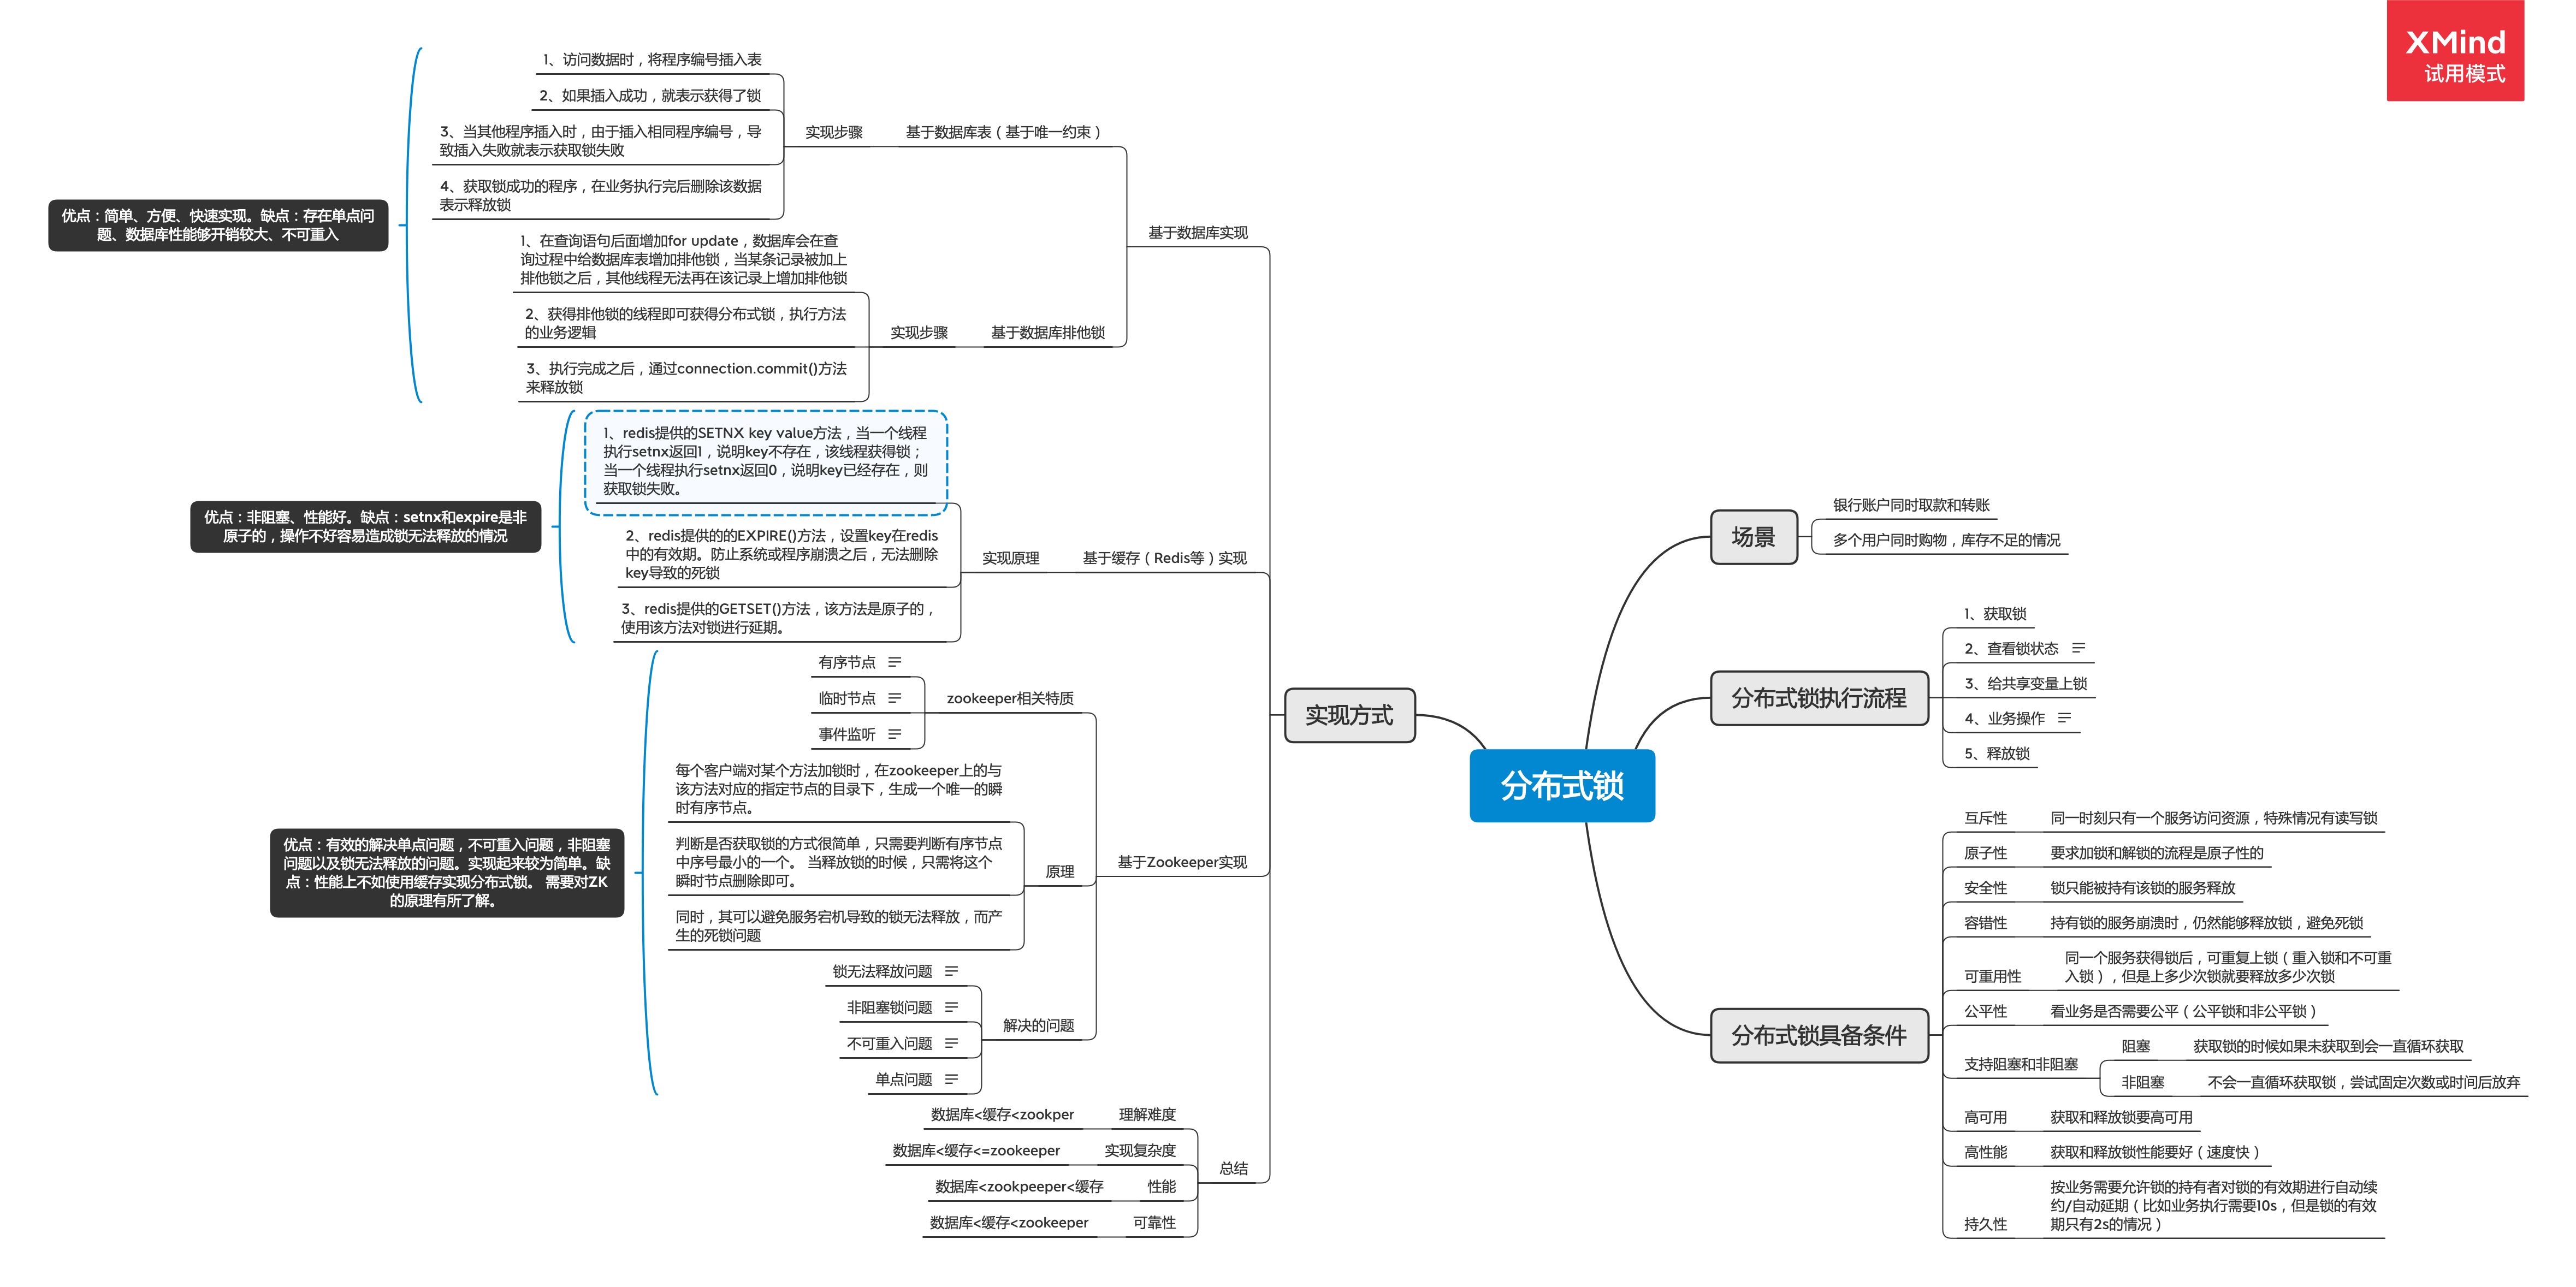 XMind
试用模式
分布式锁
场景
银行账户同时取款和转账
多个用户同时购物，库存不足的情况
分布式锁执行流程
1、获取锁
2、查看锁状态
3、给共享变量上锁
4、业务操作
5、释放锁
分布式锁具备条件
互斥性
同一时刻只有一个服务访问资源，特殊情况有读写锁
原子性
要求加锁和解锁的流程是原子性的
安全性
锁只能被持有该锁的服务释放
容错性
持有锁的服务崩溃时，仍然能够释放锁，避免死锁
可重用性
同一个服务获得锁后，可重复上锁（重入锁和不可重
入锁），但是上多少次锁就要释放多少次锁
公平性
看业务是否需要公平（公平锁和非公平锁）
支持阻塞和非阻塞
阻塞
获取锁的时候如果未获取到会一直循环获取
非阻塞
不会一直循环获取锁，尝试固定次数或时间后放弃
高可用
获取和释放锁要高可用
高性能
获取和释放锁性能要好（速度快）
持久性
按业务需要允许锁的持有者对锁的有效期进行自动续
约/自动延期（比如业务执行需要10s，但是锁的有效
期只有2s的情况）
实现方式
基于数据库实现
基于数据库表（基于唯一约束）
实现步骤
1、访问数据时，将程序编号插入表
2、如果插入成功，就表示获得了锁
3、当其他程序插入时，由于插入相同程序编号，导
致插入失败就表示获取锁失败
4、获取锁成功的程序，在业务执行完后删除该数据
表示释放锁
基于数据库排他锁
实现步骤
1、在查询语句后面增加for update，数据库会在查
询过程中给数据库表增加排他锁，当某条记录被加上
排他锁之后，其他线程无法再在该记录上增加排他锁
2、获得排他锁的线程即可获得分布式锁，执行方法
的业务逻辑
3、执行完成之后，通过connection.commit()方法
来释放锁
优点：简单、方便、快速实现。缺点：存在单点问
题、数据库性能够开销较大、不可重入
基于缓存（Redis等）实现
实现原理
1、redis提供的SETNX key value方法，当一个线程
执行setnx返回1，说明key不存在，该线程获得锁；
当一个线程执行setnx返回0，说明key已经存在，则
获取锁失败。
2、redis提供的的EXPIRE()方法，设置key在redis
中的有效期。防止系统或程序崩溃之后，无法删除
key导致的死锁
3、redis提供的GETSET()方法，该方法是原子的，
使用该方法对锁进行延期。
优点：非阻塞、性能好。缺点：setnx和expire是非
原子的，操作不好容易造成锁无法释放的情况
基于Zookeeper实现
zookeeper相关特质
有序节点
临时节点
事件监听
原理
每个客户端对某个方法加锁时，在zookeeper上的与
该方法对应的指定节点的目录下，生成一个唯一的瞬
时有序节点。
判断是否获取锁的方式很简单，只需要判断有序节点
中序号最小的一个。 当释放锁的时候，只需将这个
瞬时节点删除即可。
同时，其可以避免服务宕机导致的锁无法释放，而产
生的死锁问题
解决的问题
锁无法释放问题
非阻塞锁问题
不可重入问题
单点问题
优点：有效的解决单点问题，不可重入问题，非阻塞
问题以及锁无法释放的问题。实现起来较为简单。缺
点：性能上不如使用缓存实现分布式锁。 需要对ZK
的原理有所了解。
总结
理解难度
数据库<缓存<zookper
实现复杂度
数据库<缓存<=zookeeper
性能
数据库<zookpeeper<缓存
可靠性
数据库<缓存<zookeeper